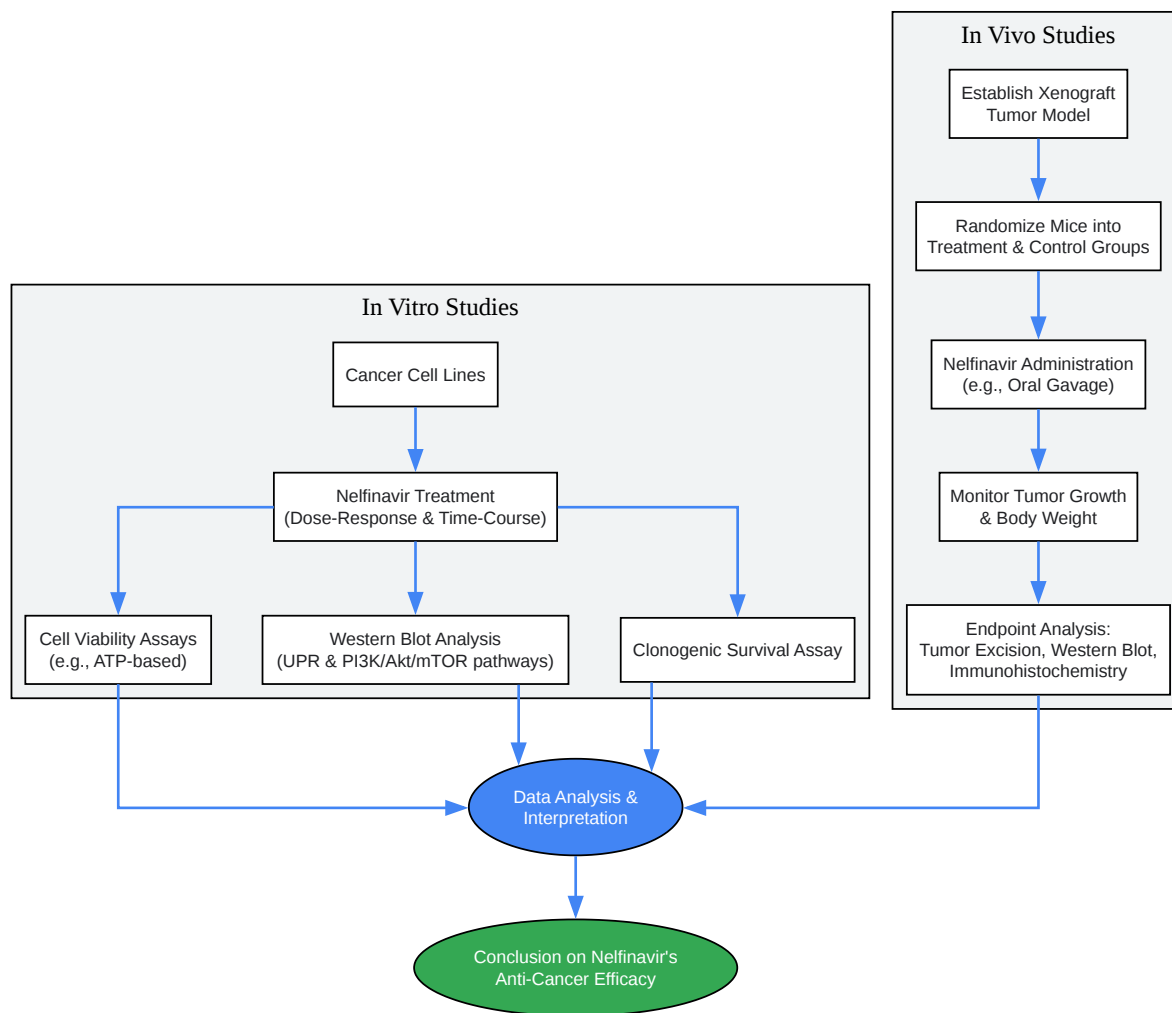 In Vitro Studies
Cancer Cell Lines
Nelfinavir Treatment
(Dose-Response & Time-Course)
Cell Viability Assays
(e.g., ATP-based)
Western Blot Analysis
(UPR & PI3K/Akt/mTOR pathways)
Clonogenic Survival Assay
In Vivo Studies
Establish Xenograft
Tumor Model
Randomize Mice into
Treatment & Control Groups
Nelfinavir Administration
(e.g., Oral Gavage)
Monitor Tumor Growth
& Body Weight
Endpoint Analysis:
Tumor Excision, Western Blot,
Immunohistochemistry
Data Analysis &
Interpretation
Conclusion on Nelfinavir's
Anti-Cancer Efficacy